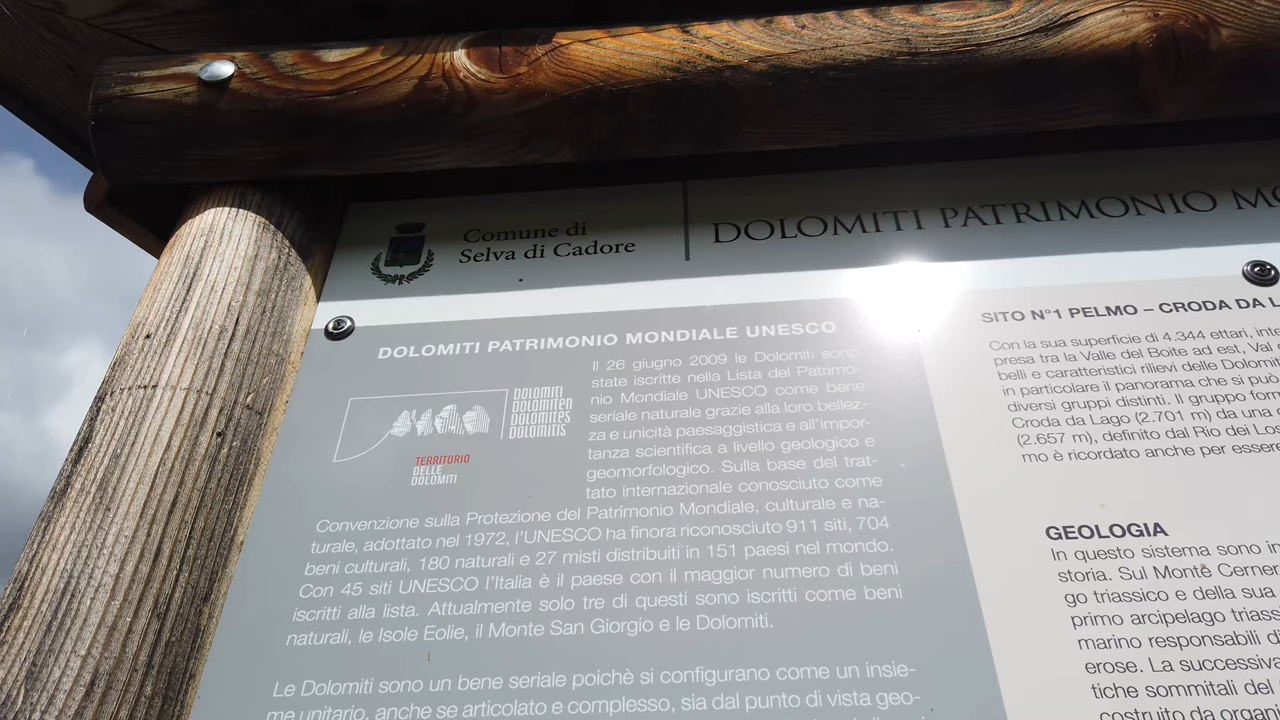 Comune di
Selva di Cadore
DOLOMITI PATRIMONIO
DOLOMITI PATRIMONIO MONDIALE UNESCO
DOLOMITI
DOLOMITEN
DOLOMITES
DOLOMITIS
TERRITORIO
DELLE
DOLOMITI
Il 26 giugno 2009 le Dolomiti sono
state iscritte nella Lista del Patrimo-
nio Mondiale UNESCO come bene
seriale naturale grazie alla loro bellez-
za e unicità paesaggistica e all'impor-
tanza scientifica a livello geologico e
geomorfologico. Sulla base del trat-
tato internazionale conosciuto come
Convenzione sulla Protezione del Patrimonio Mondiale, culturale e na-
turale, adottato nel 1972, l'UNESCO ha finora riconosciuto 911 siti, 704
beni culturali, 180 naturali e 27 misti distribuiti in 151 paesi nel mondo.
Con 45 siti UNESCO l'Italia è il paese con il maggior numero di beni
iscritti alla lista. Attualmente solo tre di questi sono iscritti come beni
naturali, le Isole Eolie, il Monte San Giorgio e le Dolomiti.
Le Dolomiti sono un bene seriale poichè si configurano come un insie-
me unitario, anche se articolato e complesso, sia dal punto di vista geo-
SITO N°1 PELMO – CRODA DA
Con la sua superficie di 4.344 ettari,
presa tra la Valle del Boite ad est, Val
belli e caratteristici rilievi delle
in particolare il panorama che si può
diversi gruppi distinti. Il gruppo
Croda da Lago (2.701 m) da una
(2.657 m), definito dal Rio dei
mo è ricordato anche per
GEOLOGIA
In questo sistema sono
storia. Sul Monte
go triassico e della sua
primo arcipelago
marino responsabili
erose. La
tiche sommitali del
costruito da